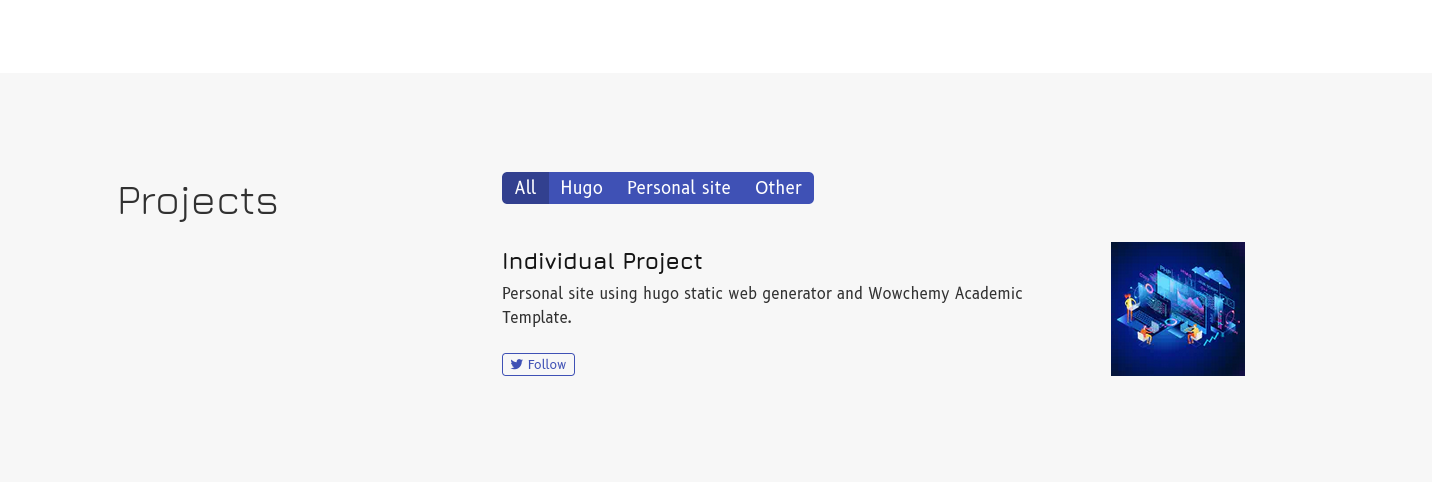 Projects
All Hugo Personal site Other
Individual Project
Personal site using hugo static web generator and Wowchemy Academic
Template.
Follow